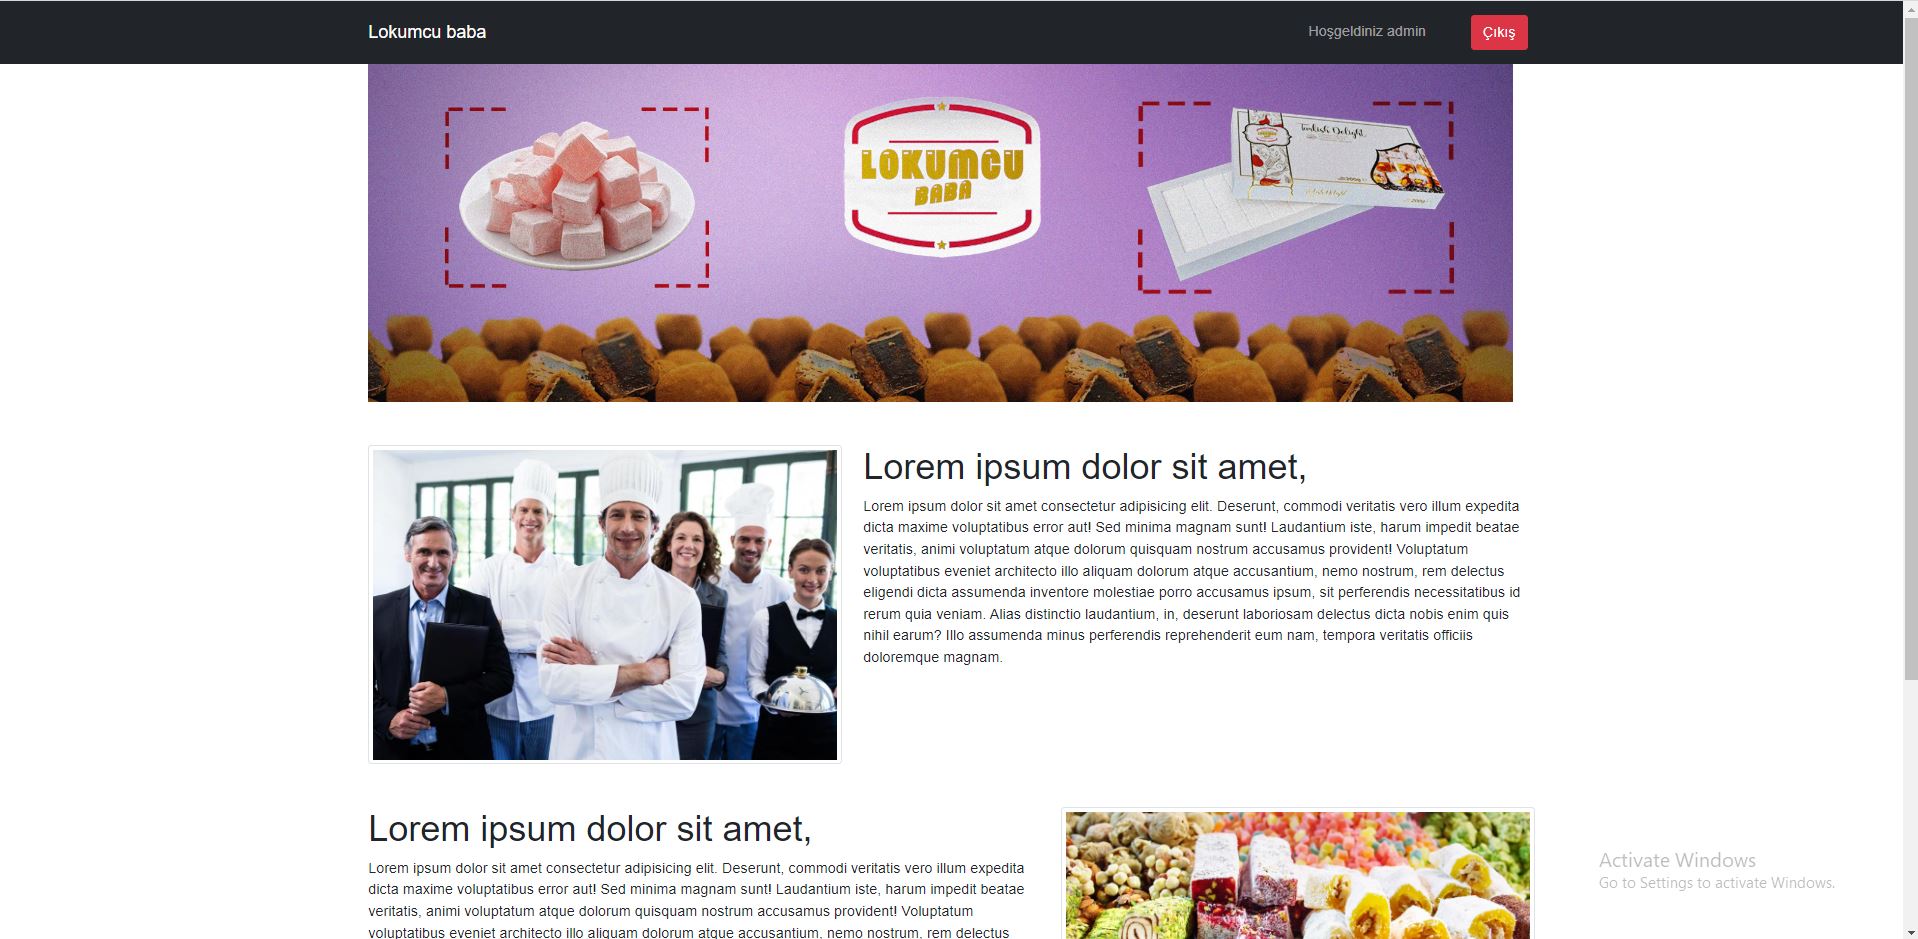 Lokumcu baba
Hoşgeldiniz admin
Çıkış
LOKUMCU
BABA
Turkish Delight
Lorem ipsum dolor sit amet,
Lorem ipsum dolor sit amet consectetur adipisicing elit. Deserunt, commodi veritatis vero illum expedita
dicta maxime voluptatibus error aut! Sed minima magnam sunt! Laudantium iste, harum impedit beatae
veritatis, animi voluptatum atque dolorum quisquam nostrum accusamus provident! Voluptatum
voluptatibus eveniet architecto illo aliquam dolorum atque accusantium, nemo nostrum, rem delectus
eligendi dicta assumenda inventore molestiae porro accusamus ipsum, sit perferendis necessitatibus id
rerum quia veniam. Alias distinctio laudantium, in, deserunt laboriosam delectus dicta nobis enim quis
nihil earum? Illo assumenda minus perferendis reprehenderit eum nam, tempora veritatis officiis
doloremque magnam.
Lorem ipsum dolor sit amet,
Lorem ipsum dolor sit amet consectetur adipisicing elit. Deserunt, commodi veritatis vero illum expedita
dicta maxime voluptatibus error aut! Sed minima magnam sunt! Laudantium iste, harum impedit beatae
veritatis, animi voluptatum atque dolorum quisquam nostrum accusamus provident! Voluptatum
voluptatibus eveniet architecto illo aliquam dolorum atque accusantium, nemo nostrum, rem delectus
Activate Windows
Go to Settings to activate Windows.